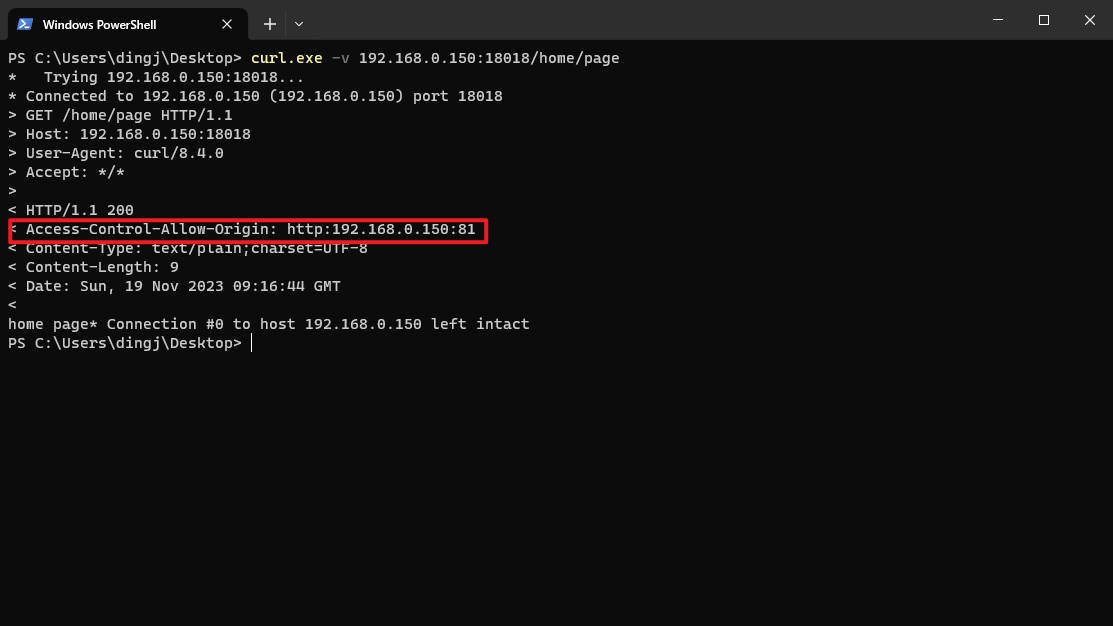 Windows PowerShell
PS C:\Users\dingj\Desktop> curl.exe -v 192.168.0.150:18018/home/page
*   Trying 192.168.0.150:18018...
* Connected to 192.168.0.150 (192.168.0.150) port 18018
> GET /home/page HTTP/1.1
> Host: 192.168.0.150:18018
> User-Agent: curl/8.4.0
> Accept: */*
>
< HTTP/1.1 200
< Access-Control-Allow-Origin: http:192.168.0.150:81
< Content-Type: text/plain;charset=UTF-8
< Content-Length: 9
< Date: Sun, 19 Nov 2023 09:16:44 GMT
<
home page* Connection #0 to host 192.168.0.150 left intact
PS C:\Users\dingj\Desktop>